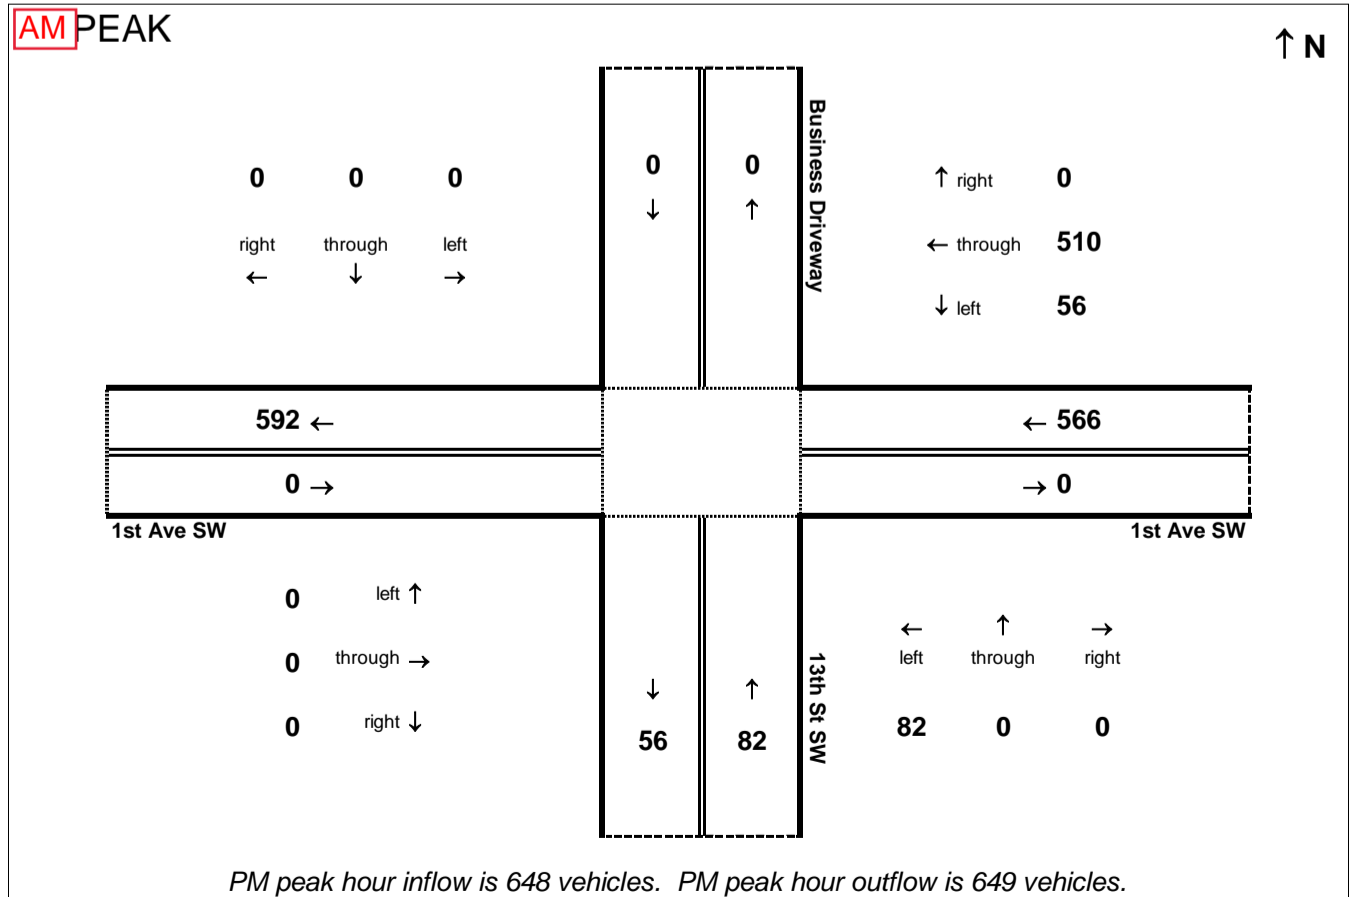 AM PEAK
↑ N
Business Driveway
0 0 0
right through left
← ↓ →
0 0
↓ ↑
↑ right 0
← through 510
↓ left 56
592 ← ← 566
0 → → 0
1st Ave SW 1st Ave SW
0 left ↑
0 through →
0 right ↓
↓ ↑
56 82
13th St SW
← ↑ →
left through right
82 0 0
PM peak hour inflow is 648 vehicles. PM peak hour outflow is 649 vehicles.